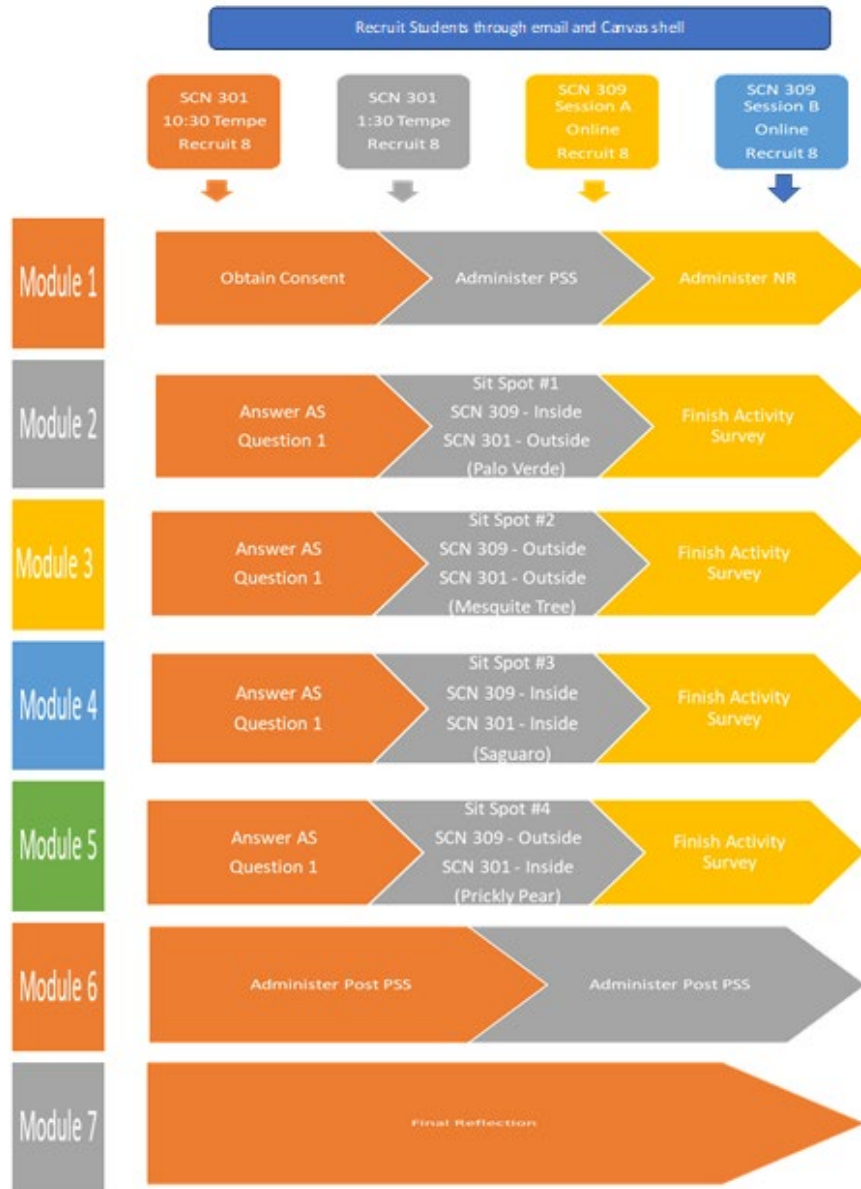 Recruit Students through email and Canvas shell
SCN 301
10:30 Tempe
Recruit 8
SCN 301
1:30 Tempe
Recruit 8
SCN 309
Session A
Online
Recruit 8
SCN 309
Session B
Online
Recruit 8
Module 1
Obtain Consent
Administer PSS
Administer NR
Module 2
Answer AS
Question 1
Sit Spot #1
SCN 309 - Inside
SCN 301 - Outside
(Palo Verde)
Finish Activity
Survey
Module 3
Answer AS
Question 1
Sit Spot #2
SCN 309 - Outside
SCN 301 - Outside
(Mesquite Tree)
Finish Activity
Survey
Module 4
Answer AS
Question 1
Sit Spot #3
SCN 309 - Inside
SCN 301 - Inside
(Saguaro)
Finish Activity
Survey
Module 5
Answer AS
Question 1
Sit Spot #4
SCN 309 - Outside
SCN 301 - Inside
(Prickly Pear)
Finish Activity
Survey
Module 6
Administer Post PSS
Administer Post PSS
Module 7
Final Reflection